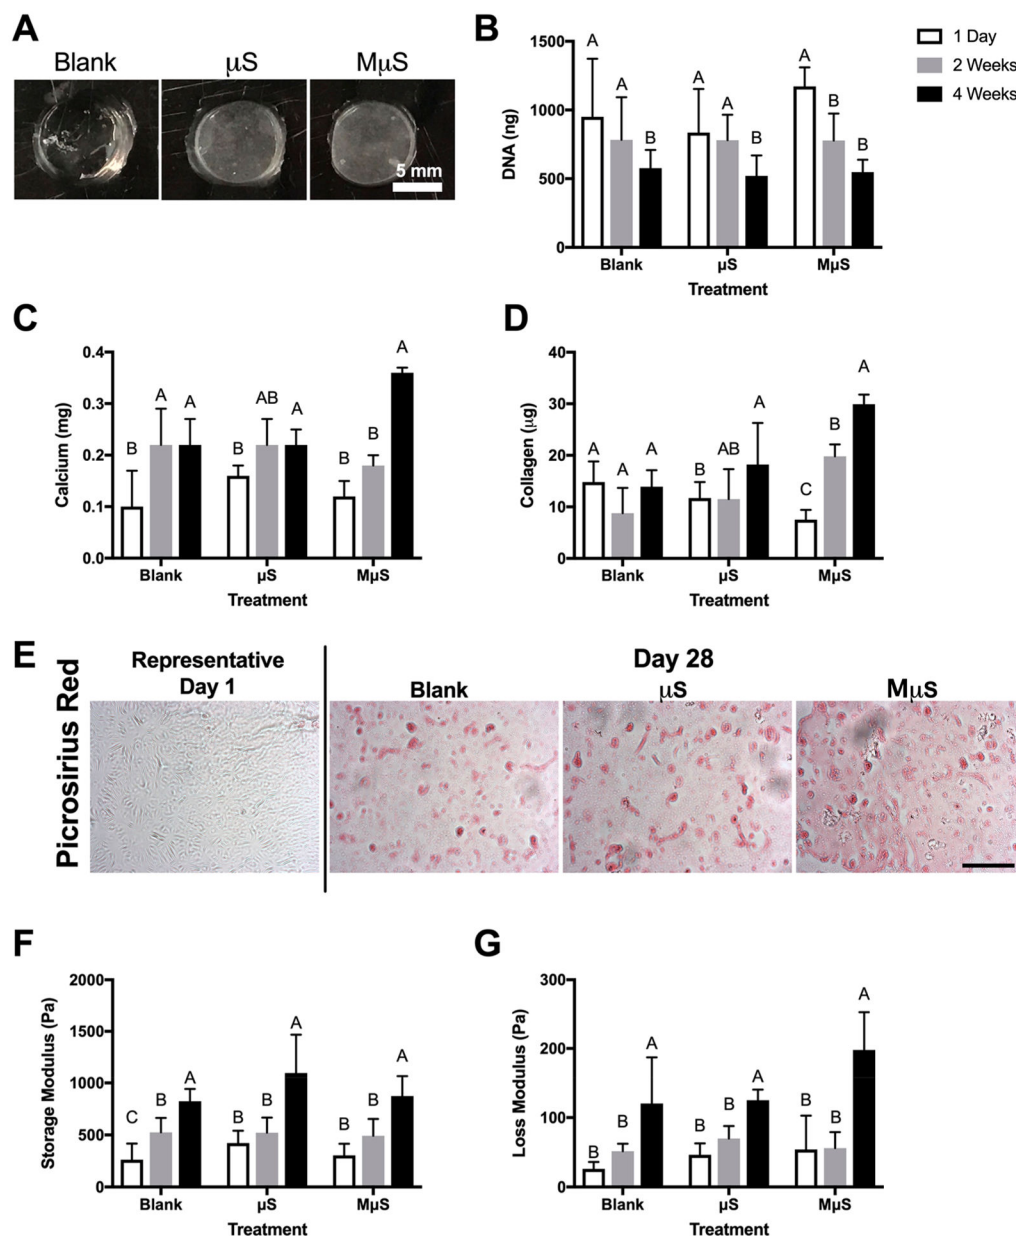 A
Blank μS MμS
5 mm
B
1 Day
2 Weeks
4 Weeks
1500
1000
500
0
DNA
(ng)
A A B A A B A B B
Blank μS MμS
Treatment
C
0.4
0.3
0.2
0.1
0.0
Calcium (mg)
B A A B AB A B B A
Blank μS MμS
Treatment
D
40
30
20
10
0
Collagen (μg)
A A A B AB A C B A
Blank μS MμS
Treatment
E
Picrosirius Red
Representative
Day 1
Day 28
Blank μS MμS
F
2000
1500
1000
500
0
Storage Modulus (Pa)
C B A B B A B B A
Blank μS MμS
Treatment
G
300
200
100
0
Loss Modulus (Pa)
B B A B B A B B A
Blank μS MμS
Treatment